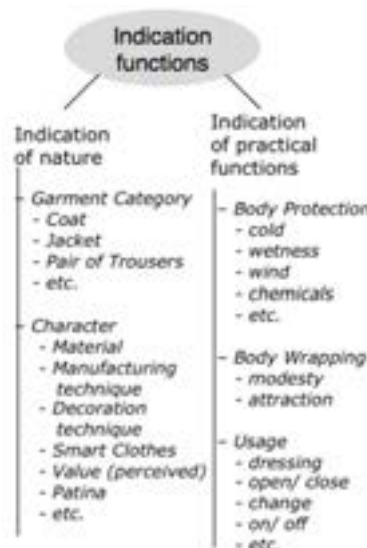 Indication
functions
Indication
of nature
- Garment Category
- Coat
- Jacket
- Pair of Trousers
- etc.
- Character
- Material
- Manufacturing
technique
- Decoration
technique
- Smart Clothes
- Value (perceived)
- Patina
- etc.
Indication
of practical
functions
- Body Protection
- cold
- wetness
- wind
- chemicals
- etc.
- Body Wrapping
- modesty
- attraction
- Usage
- dressing
- open/ close
- change
- on/ off
- etc.